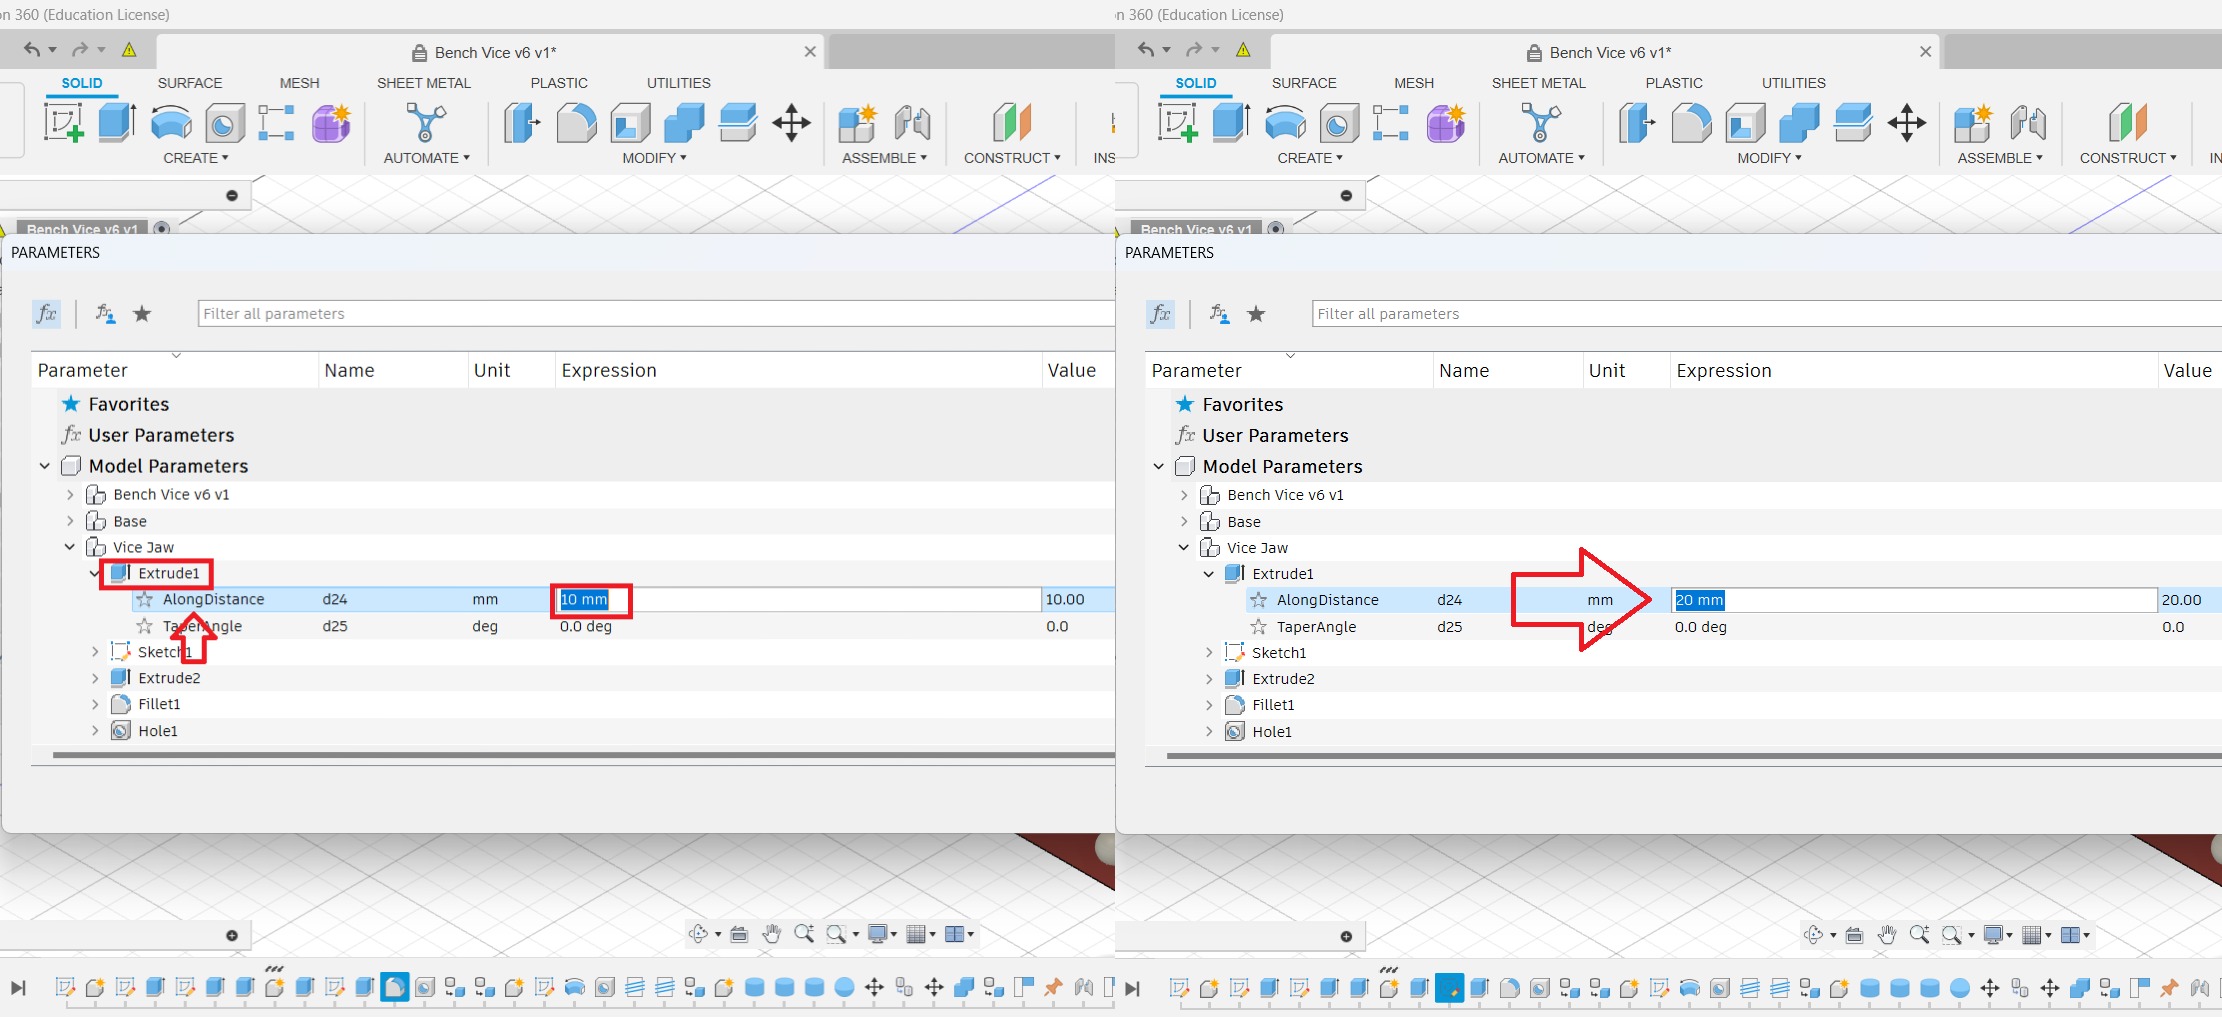 n 360 (Education License)
Bench Vice v6 v1*
SOLID SURFACE MESH SHEET METAL PLASTIC UTILITIES
CREATE AUTOMATE MODIFY ASSEMBLE CONSTRUCT INS
Bench Vice v6 v1
PARAMETERS
fx
Filter all parameters
Parameter Name Unit Expression Value
Favorites
fx User Parameters
Model Parameters
Bench Vice v6 v1
Base
Vice Jaw
Extrude1
AlongDistance d24 mm 10 mm 10.00
TaperAngle d25 deg 0.0 deg 0.0
Sketch1
Extrude2
Fillet1
Hole1
n 360 (Education License)
Bench Vice v6 v1*
SOLID SURFACE MESH SHEET METAL PLASTIC UTILITIES
CREATE AUTOMATE MODIFY ASSEMBLE CONSTRUCT IN
Bench Vice v6 v1
PARAMETERS
fx
Filter all parameters
Parameter Name Unit Expression Value
Favorites
fx User Parameters
Model Parameters
Bench Vice v6 v1
Base
Vice Jaw
Extrude1
AlongDistance d24 mm 20 mm 20.00
TaperAngle d25 deg 0.0 deg 0.0
Sketch1
Extrude2
Fillet1
Hole1